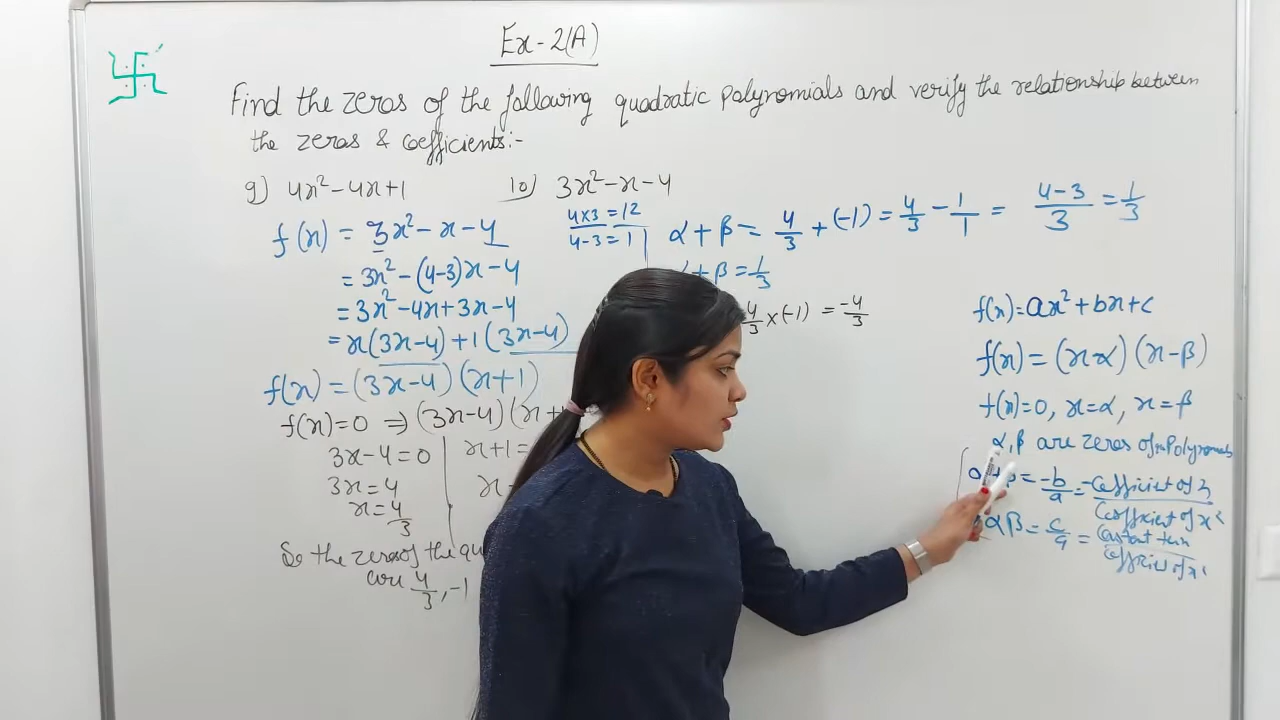 Ex-2(A)
Find the zeros of the following quadratic polynomials and verify the relationship between
the zeros & coefficients:-
9) 4x²-4x+1
10) 3x²-x-4
f(x) = 3x²-x-4
= 3x²-(4-3)x-4
= 3x²-4x+3x-4
= x(3x-4)+1(3x-4)
f(x) = (3x-4)(x+1)
f(x)=0 ⇒ (3x-4)(x+
3x-4=0
3x=4
x=4/3
x+1=
x=
So the zeros of the qu
are 4/3, -1
4x3=12
4-3=1
α+β = 4/3 + (-1) = 4/3 - 1/1 = 4-3/3 = 1/3
+β = 1/3
4/3 x(-1) = -4/3
f(x)=ax²+bx+c
f(x) = (x-α)(x-β)
f(x)=0, x=α, x=β
α,β are zeros of Polynomials
= -b/a = -Coefficient of x/Coefficient of x²
αβ = c/a = Constant term/